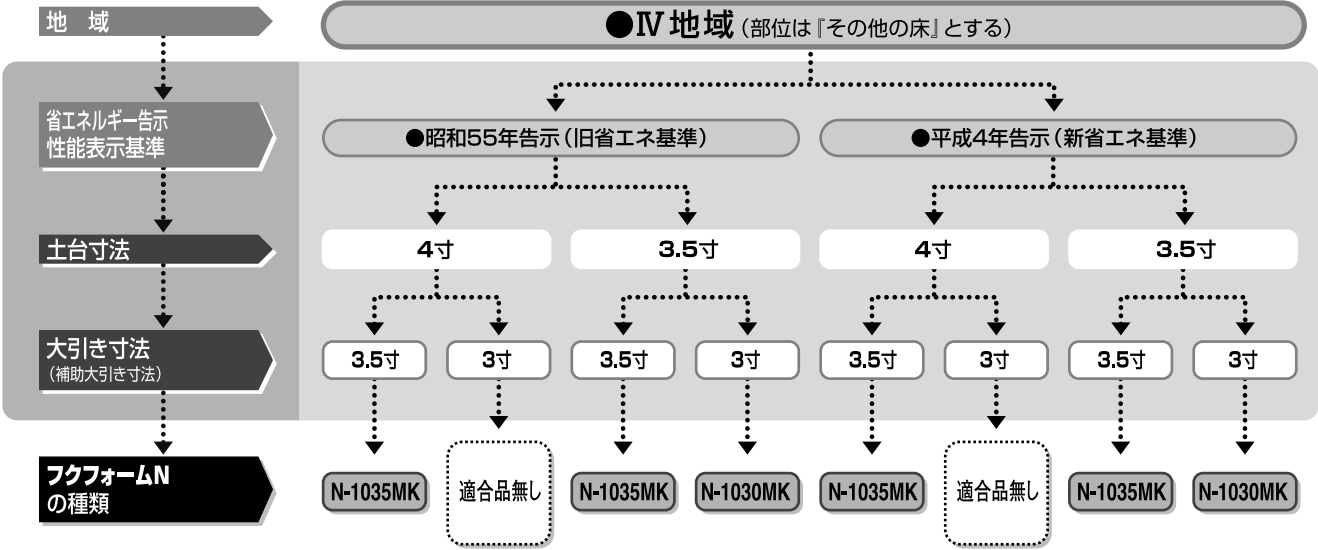 地 域
●Ⅳ地域(部位は『その他の床』とする)
省エネルギー告示
性能表示基準
●昭和55年告示(旧省エネ基準)
●平成4年告示(新省エネ基準)
土台寸法
4寸
3.5寸
4寸
3.5寸
大引き寸法
(補助大引き寸法)
3.5寸
3寸
3.5寸
3寸
3.5寸
3寸
3.5寸
3寸
フクフォームN
の種類
N-1035MK
適合品無し
N-1035MK
N-1030MK
N-1035MK
適合品無し
N-1035MK
N-1030MK